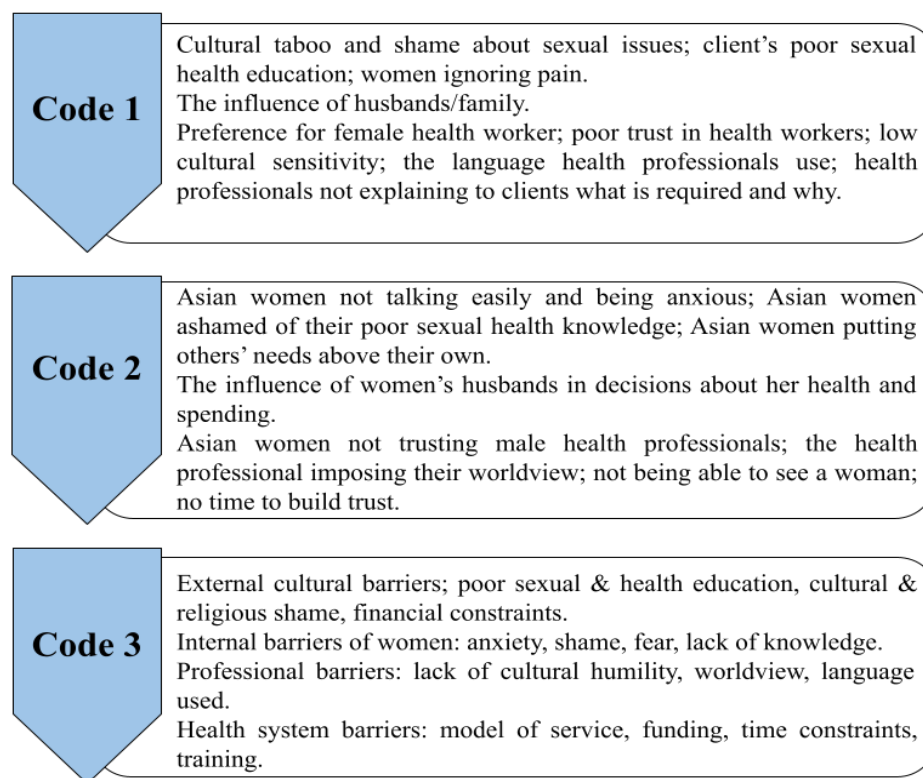 Code 1
Cultural taboo and shame about sexual issues; client's poor sexual
health education; women ignoring pain.
The influence of husbands/family.
Preference for female health worker; poor trust in health workers; low
cultural sensitivity; the language health professionals use; health
professionals not explaining to clients what is required and why.
Code 2
Asian women not talking easily and being anxious; Asian women
ashamed of their poor sexual health knowledge; Asian women putting
others' needs above their own.
The influence of women's husbands in decisions about her health and
spending.
Asian women not trusting male health professionals; the health
professional imposing their worldview; not being able to see a woman;
no time to build trust.
Code 3
External cultural barriers; poor sexual & health education, cultural &
religious shame, financial constraints.
Internal barriers of women: anxiety, shame, fear, lack of knowledge.
Professional barriers: lack of cultural humility, worldview, language
used.
Health system barriers: model of service, funding, time constraints,
training.